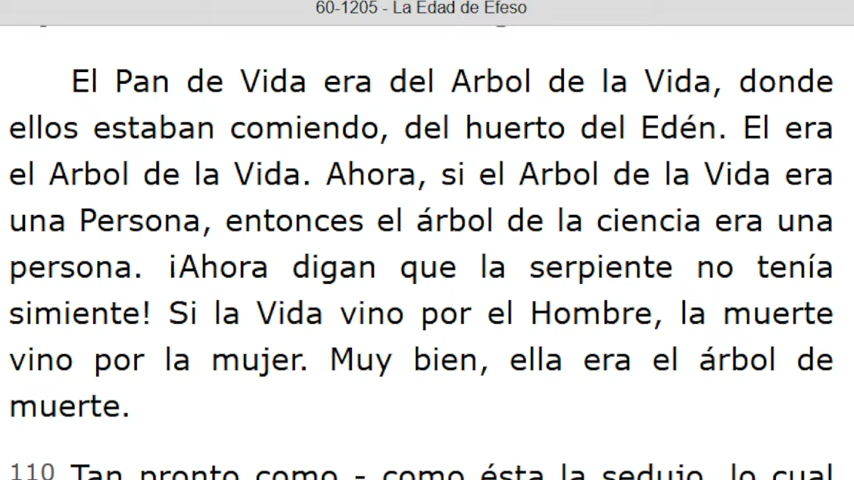 60-1205 - La Edad de Efeso
El Pan de Vida era del Arbol de la Vida, donde
ellos estaban comiendo, del huerto del Edén. El era
el Arbol de la Vida. Ahora, si el Arbol de la Vida era
una Persona, entonces el árbol de la ciencia era una
persona. ¡Ahora digan que la serpiente no tenía
simiente! Si la Vida vino por el Hombre, la muerte
vino por la mujer. Muy bien, ella era el árbol de
muerte.
110 Tan pronto como - como ésta la sedujo, lo cual